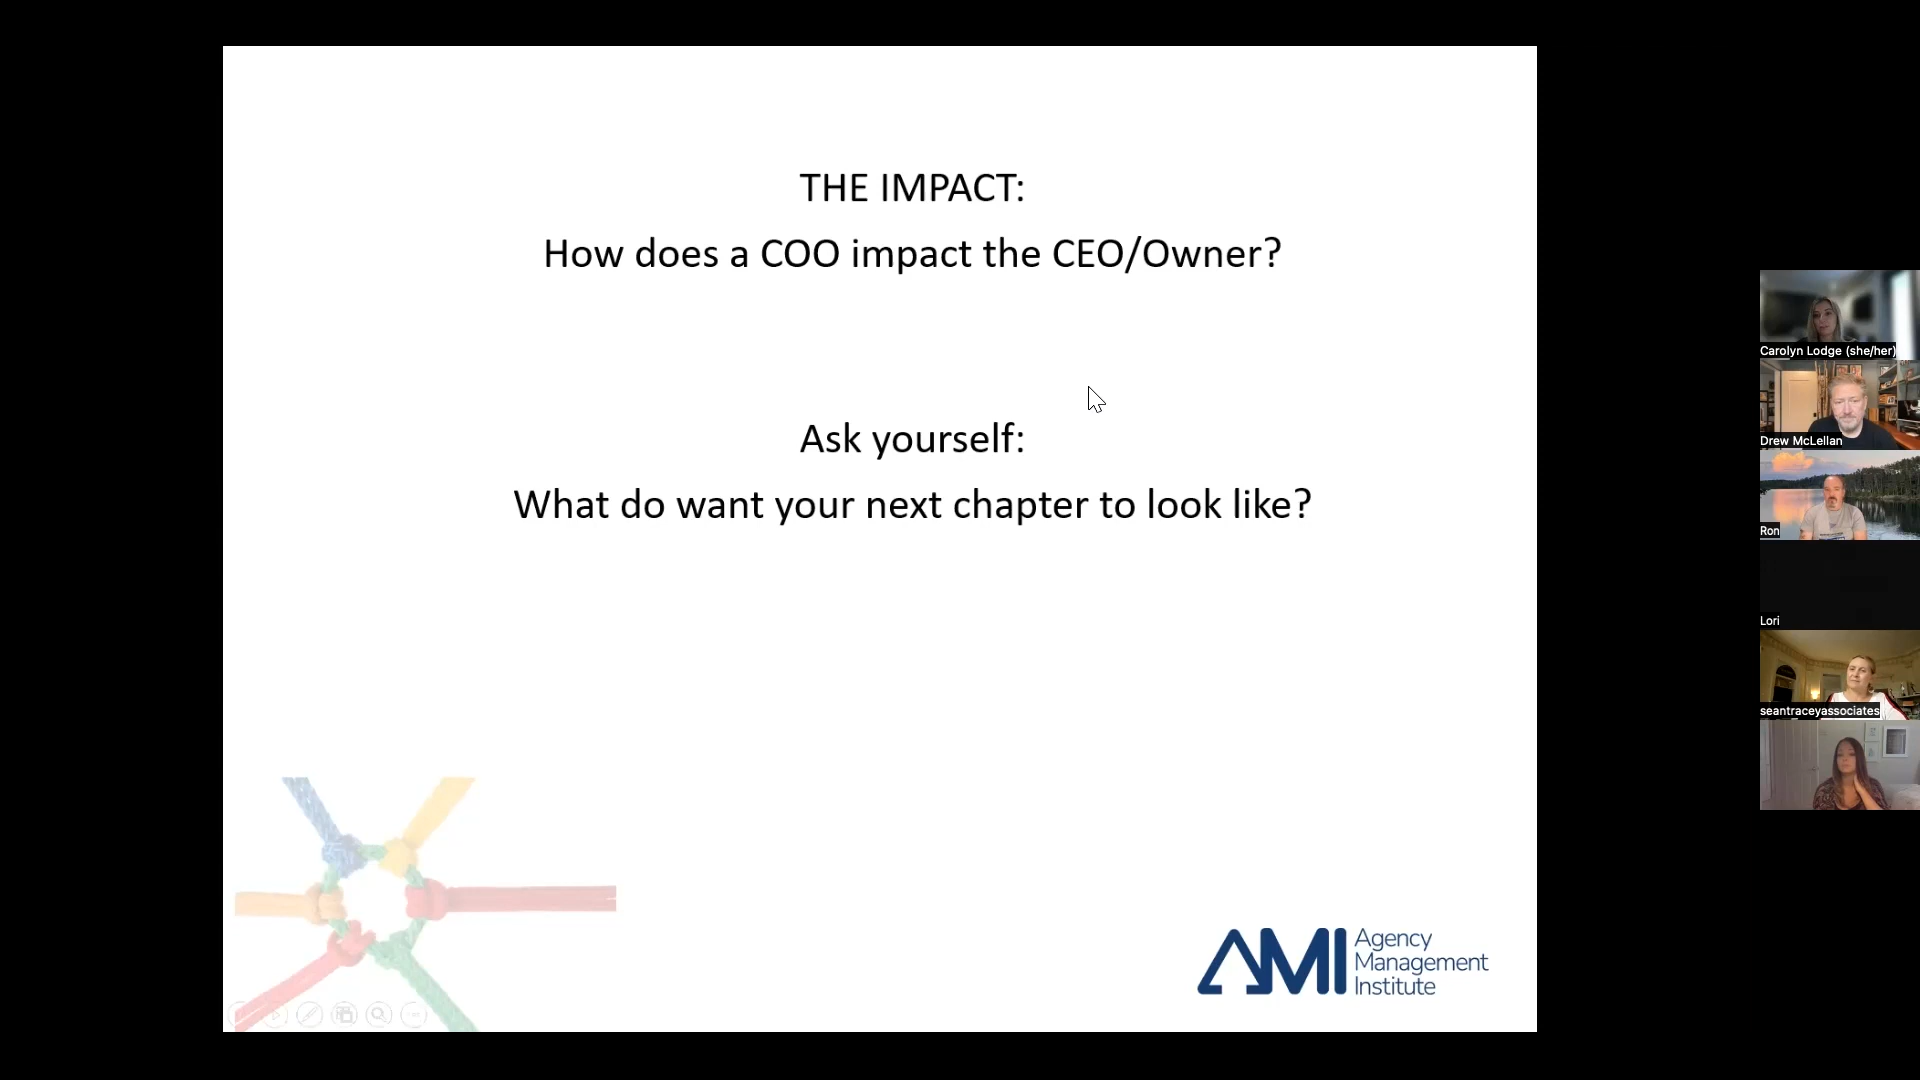 THE IMPACT:
How does a COO impact the CEO/Owner?
Ask yourself:
What do want your next chapter to look like?
AMI Agency
Management
Institute
Carolyn Lodge (she/her)
Drew McLellan
Ron
Lori
seantraceyassociates